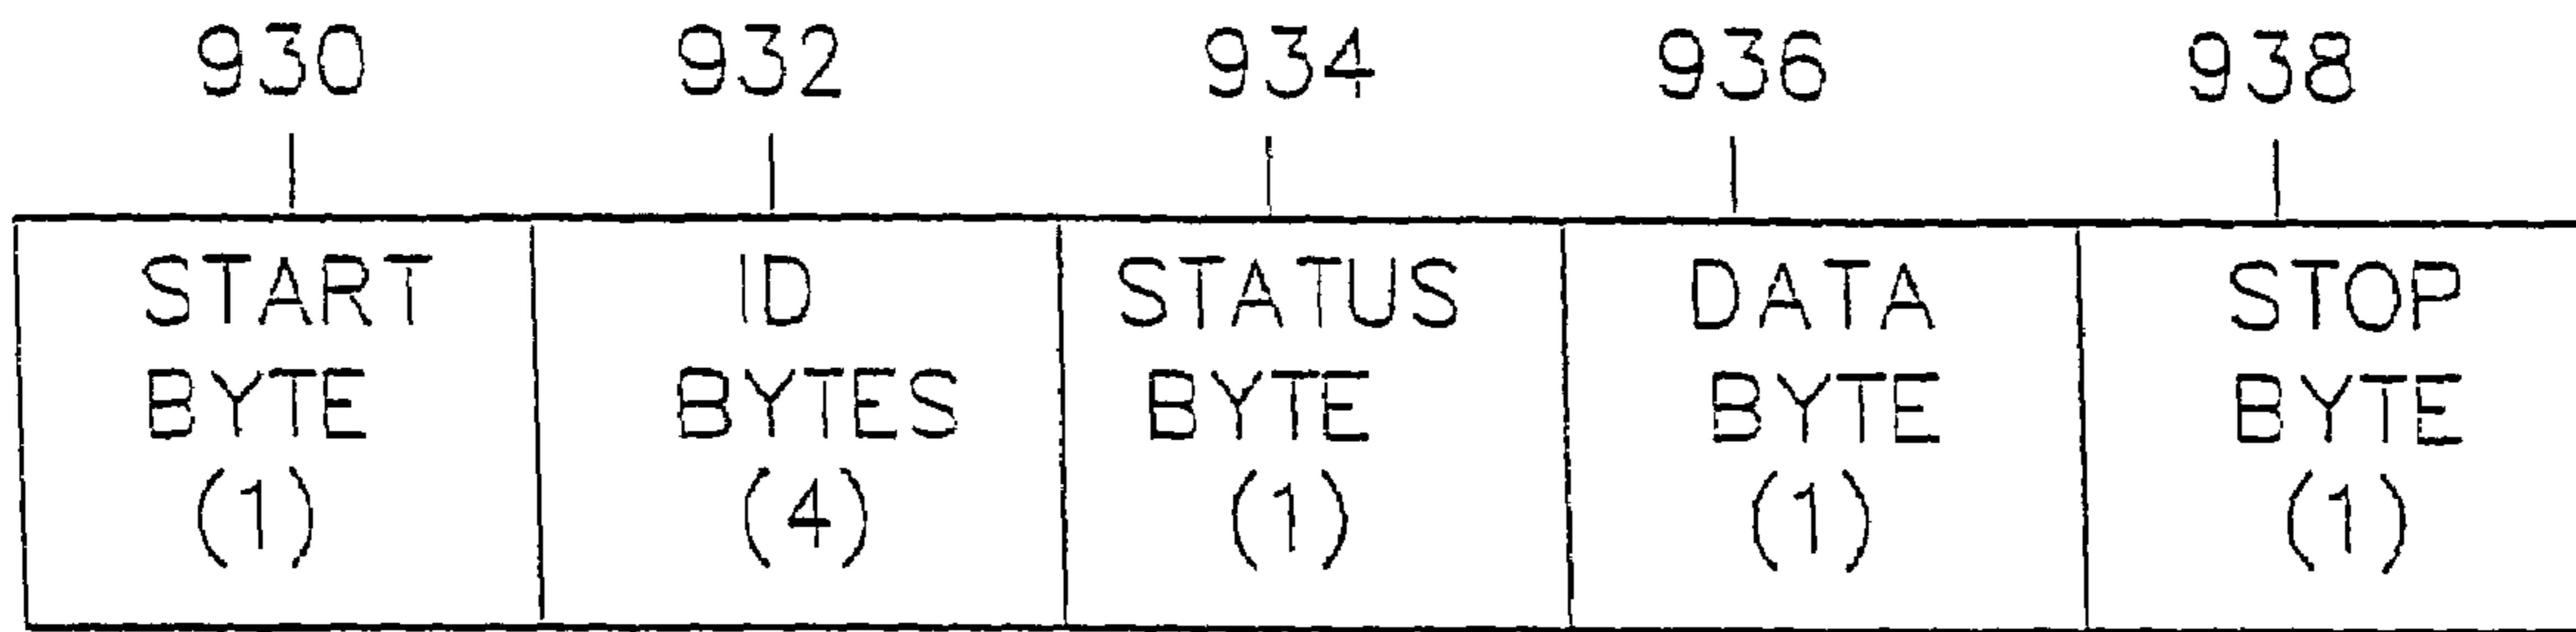 930 932 934 936 938
START ID STATUS DATA STOP
BYTE BYTES BYTE BYTE BYTE
(1) (4) (1) (1) (1)